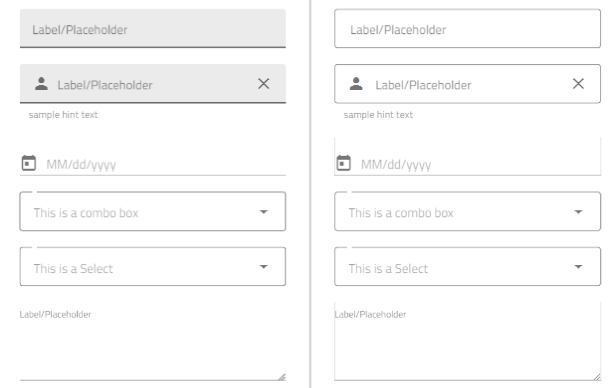 Label/Placeholder
Label/Placeholder
sample hint text
MM/dd/yyyy
This is a combo box
This is a Select
Label/Placeholder
Label/Placeholder
Label/Placeholder
sample hint text
MM/dd/yyyy
This is a combo box
This is a Select
Label/Placeholder